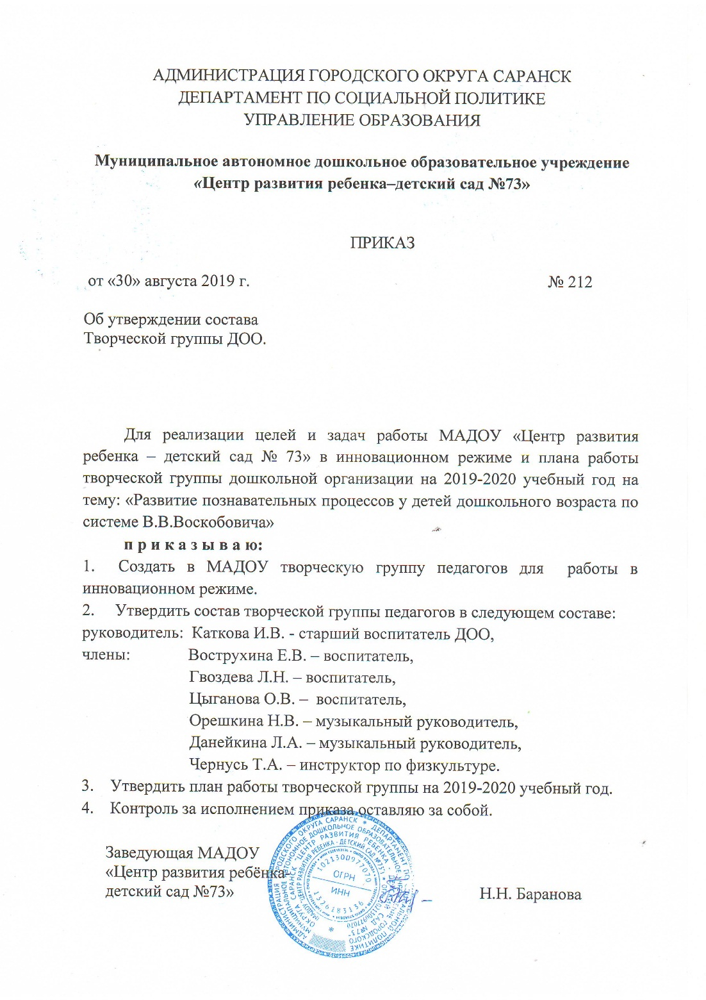 АДМИНИСТРАЦИЯ ГОРОДСКОГО ОКРУГА САРАНСК
ДЕПАРТАМЕНТ ПО СОЦИАЛЬНОЙ ПОЛИТИКЕ
УПРАВЛЕНИЕ ОБРАЗОВАНИЯ
Муниципальное автономное дошкольное образовательное учреждение
«Центр развития ребенка–детский сад №73»
ПРИКАЗ
от «30» августа 2019 г. № 212
Об утверждении состава
Творческой группы ДОО.
Для реализации целей и задач работы МАДОУ «Центр развития
ребенка – детский сад № 73» в инновационном режиме и плана работы
творческой группы дошкольной организации на 2019-2020 учебный год на
тему: «Развитие познавательных процессов у детей дошкольного возраста по
системе В.В.Воскобовича»
п р и к а з ы в а ю:
1. Создать в МАДОУ творческую группу педагогов для работы в
инновационном режиме.
2. Утвердить состав творческой группы педагогов в следующем составе:
руководитель: Каткова И.В. - старший воспитатель ДОО,
члены: Вострухина Е.В. – воспитатель,
Гвоздева Л.Н. – воспитатель,
Цыганова О.В. – воспитатель,
Орешкина Н.В. – музыкальный руководитель,
Данейкина Л.А. – музыкальный руководитель,
Чернусь Т.А. – инструктор по физкультуре.
3. Утвердить план работы творческой группы на 2019-2020 учебный год.
4. Контроль за исполнением приказа оставляю за собой.
Заведующая МАДОУ
«Центр развития ребёнка-
детский сад №73» Н.Н. Баранова
1021300977070
ОГРН
ИНН
1326183136